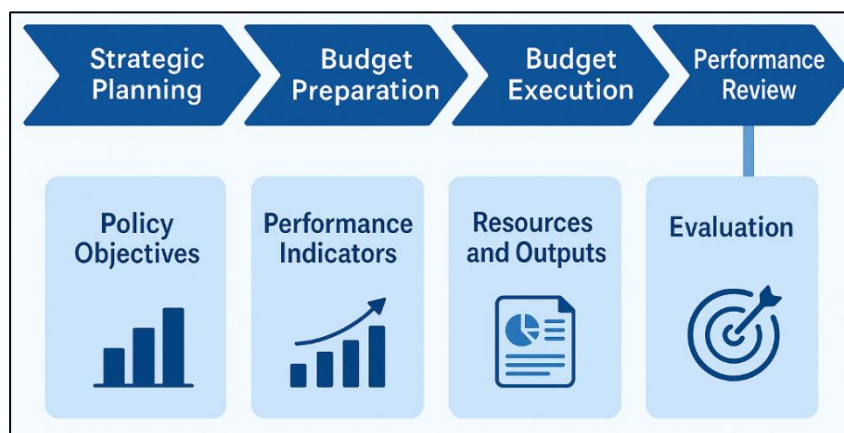 Strategic
Planning
Budget
Preparation
Budget
Execution
Performance
Review
Policy
Objectives
Performance
Indicators
Resources
and Outputs
Evaluation